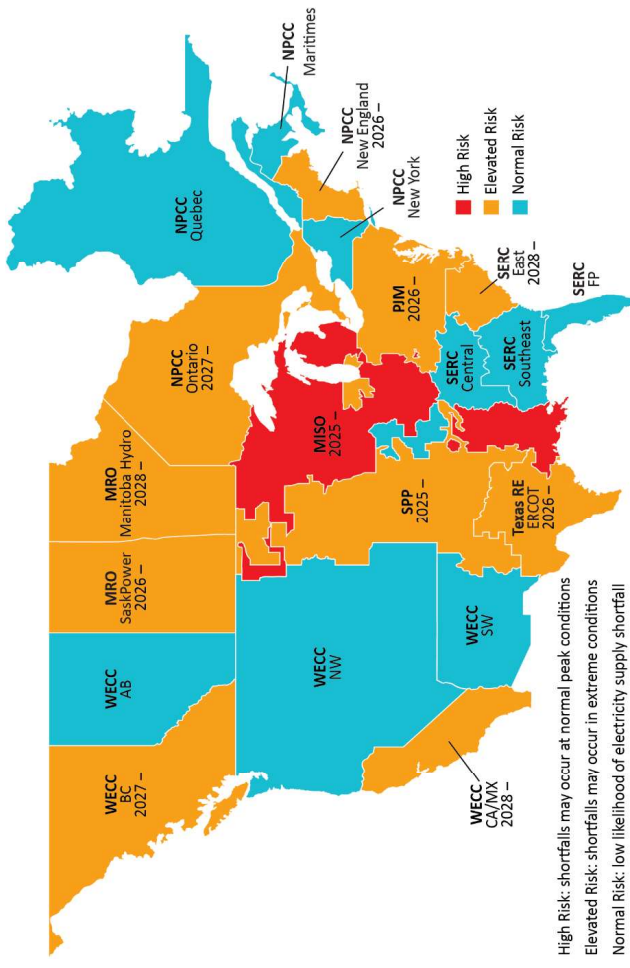 WECC
BC
2027 –
WECC
AB
MRO
SaskPower
2026 –
MRO
Manitoba Hydro
2028 –
NPCC
Ontario
2027 –
NPCC
Quebec
NPCC
Maritimes
NPCC
New England
2026 –
NPCC
New York
WECC
NW
MISO
2025 –
PJM
2026 –
SPP
2025 –
WECC
CA/MX
2028 –
WECC
SW
Texas RE
ERCOT
2026 –
SERC
Central
SERC
Southeast
SERC
East
2028 –
SERC
FP
High Risk
Elevated Risk
Normal Risk
High Risk: shortfalls may occur at normal peak conditions
Elevated Risk: shortfalls may occur in extreme conditions
Normal Risk: low likelihood of electricity supply shortfall